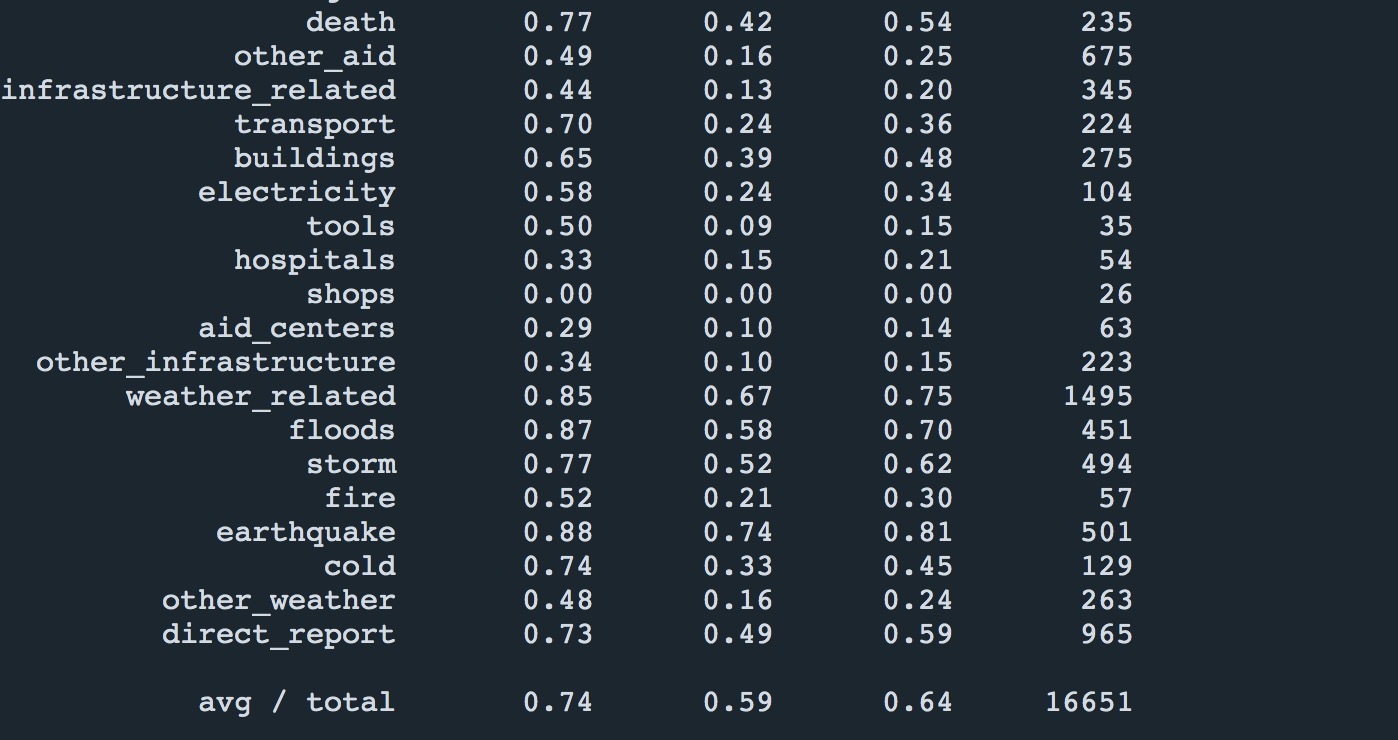 death 0.77 0.42 0.54 235
other_aid 0.49 0.16 0.25 675
infrastructure_related 0.44 0.13 0.20 345
transport 0.70 0.24 0.36 224
buildings 0.65 0.39 0.48 275
electricity 0.58 0.24 0.34 104
tools 0.50 0.09 0.15 35
hospitals 0.33 0.15 0.21 54
shops 0.00 0.00 0.00 26
aid_centers 0.29 0.10 0.14 63
other_infrastructure 0.34 0.10 0.15 223
weather_related 0.85 0.67 0.75 1495
floods 0.87 0.58 0.70 451
storm 0.77 0.52 0.62 494
fire 0.52 0.21 0.30 57
earthquake 0.88 0.74 0.81 501
cold 0.74 0.33 0.45 129
other_weather 0.48 0.16 0.24 263
direct_report 0.73 0.49 0.59 965
avg / total 0.74 0.59 0.64 16651